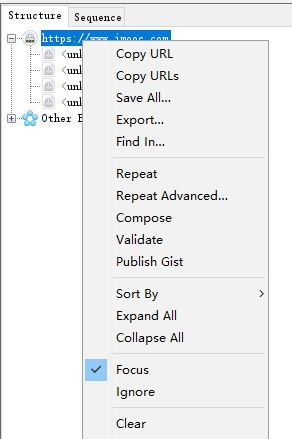 Structure
Sequence
https://www.imooc.com
<unl
<unl
<unl
<unl
Other
Copy URL
Copy URLs
Save All...
Export...
Find In...
Repeat
Repeat Advanced...
Compose
Validate
Publish Gist
Sort By
Expand All
Collapse All
Focus
Ignore
Clear